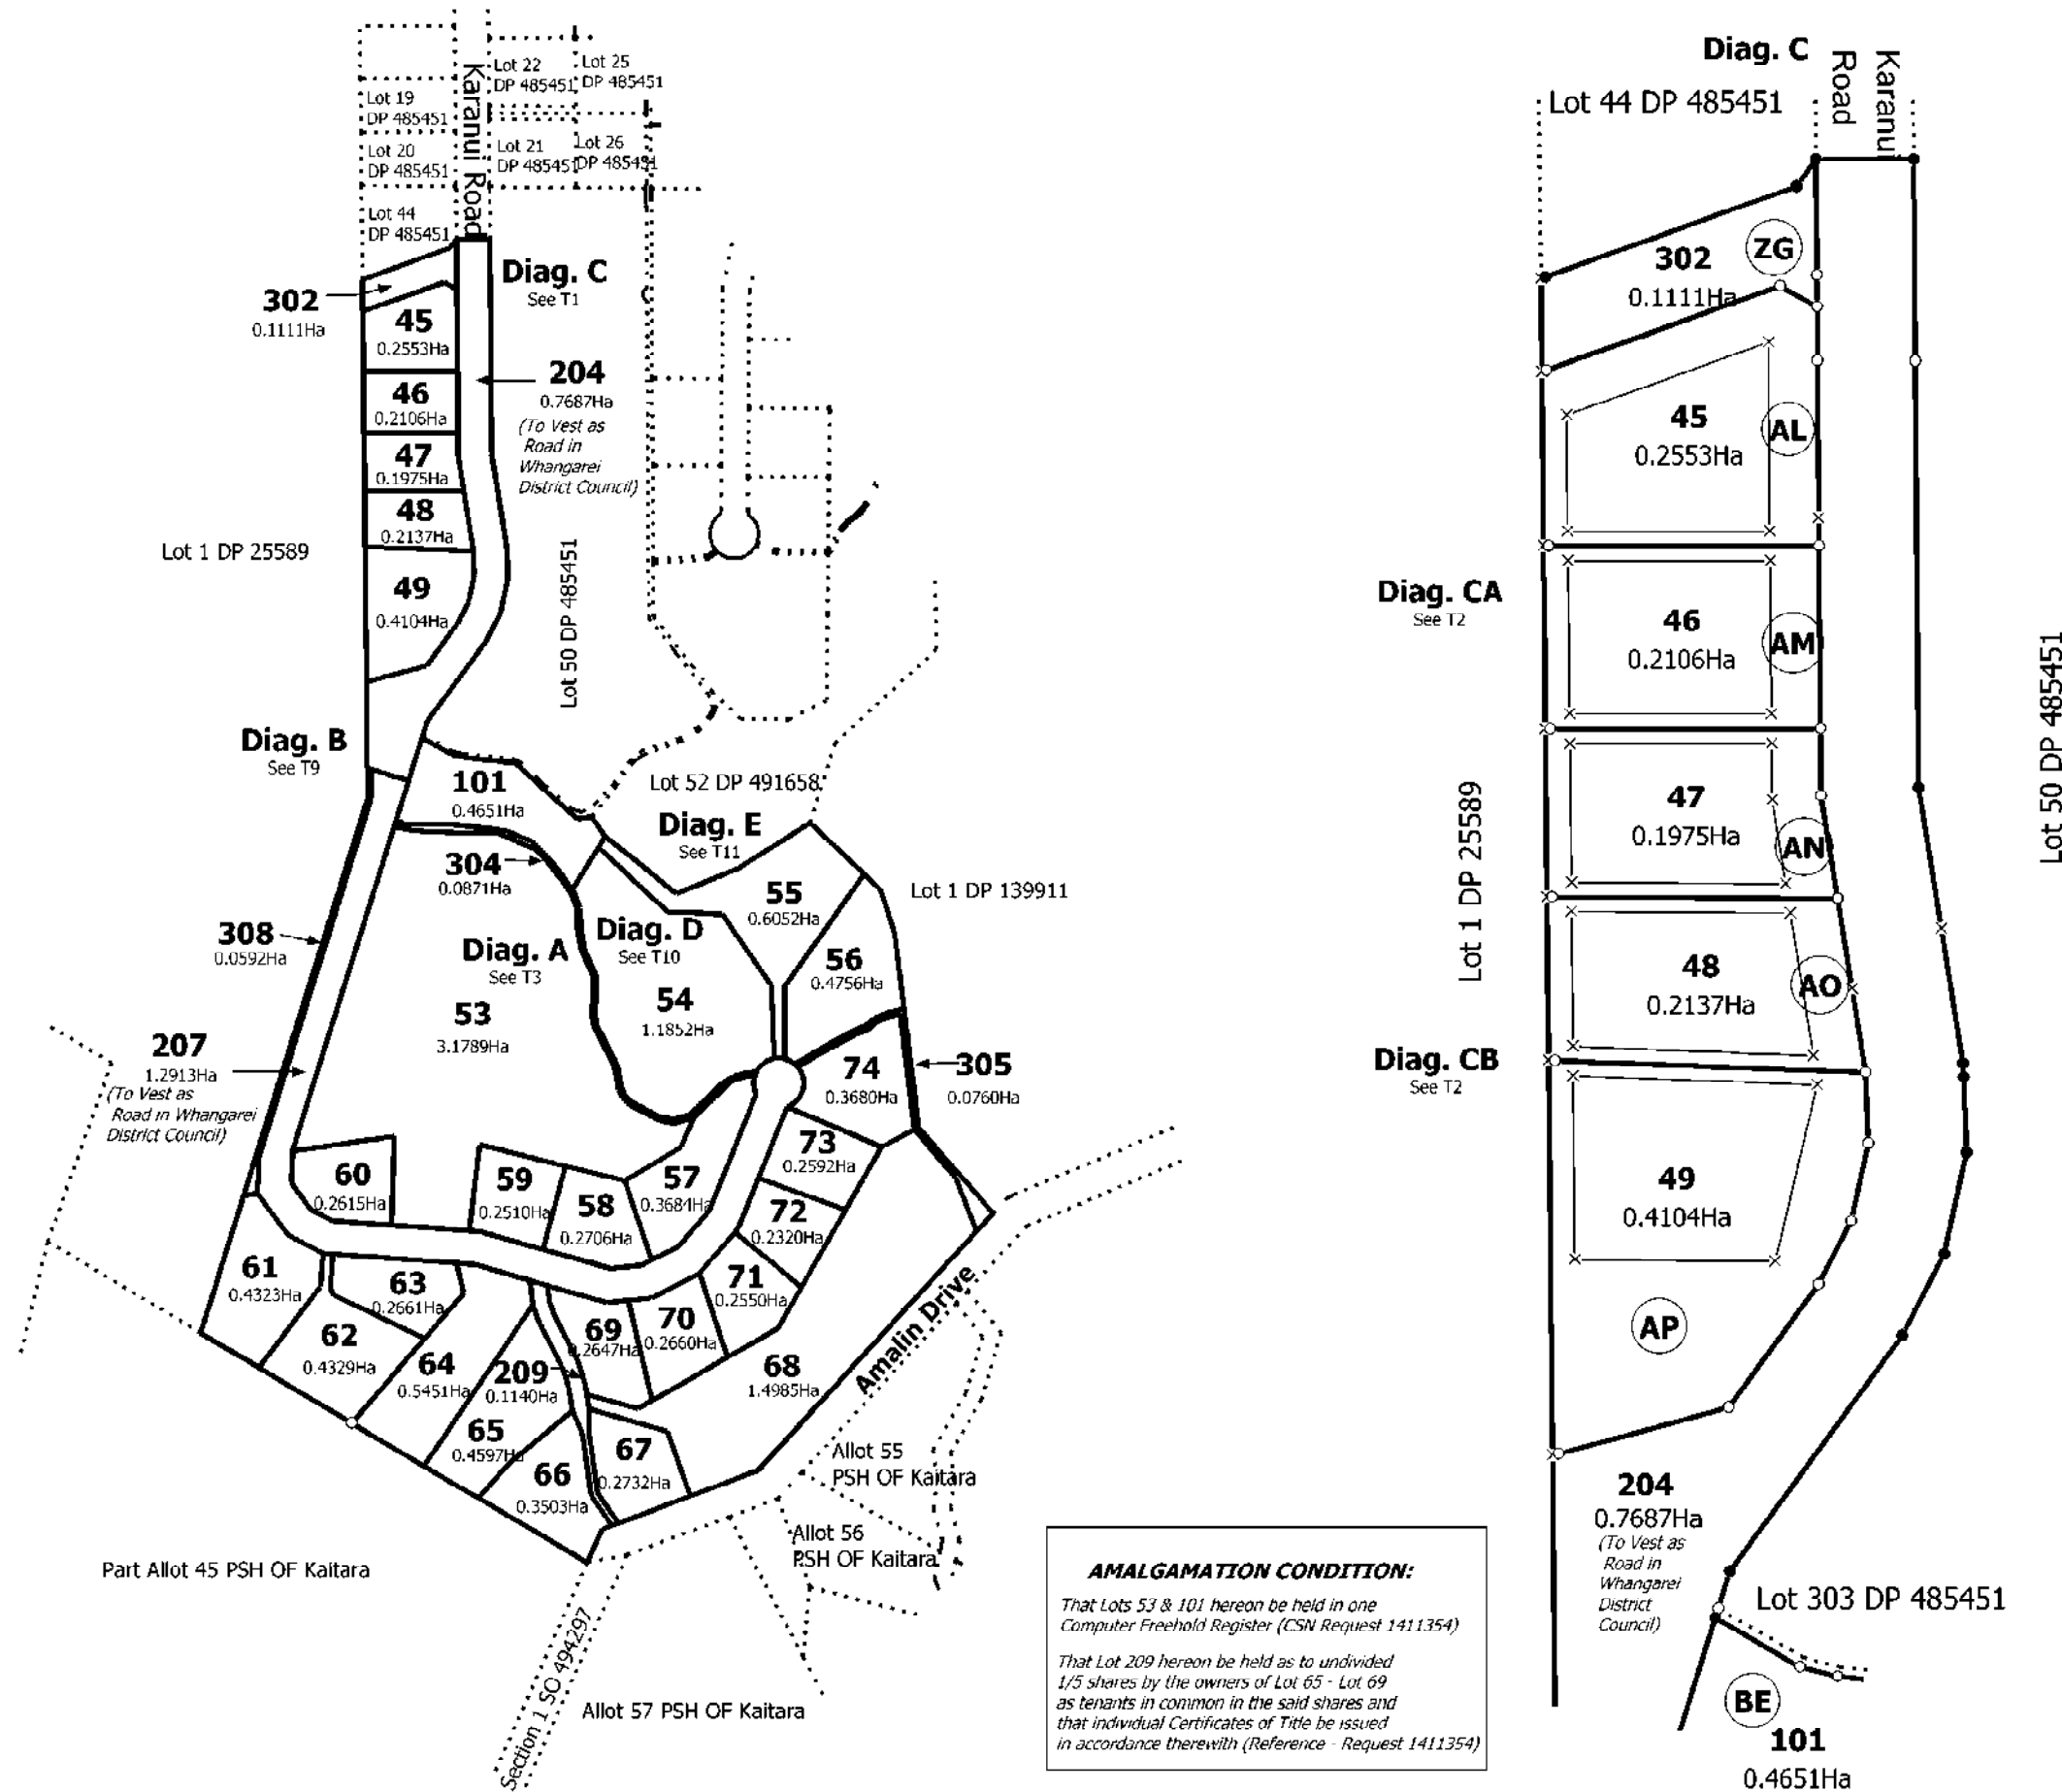 Karanui Road
Lot 22
DP 485451
Lot 25
DP 485451
Lot 19
DP 485451
Lot 20
DP 485451
Lot 21
DP 485451
Lot 26
DP 485451
Lot 44
DP 485451
Diag. C
See T1
302
0.1111Ha
45
0.2553Ha
204
0.7687Ha
(To Vest as
Road in
Whangarei
District Council)
46
0.2106Ha
47
0.1975Ha
48
0.2137Ha
Lot 1 DP 25589
49
0.4104Ha
Lot 50 DP 485451
Diag. B
See T9
101
0.4651Ha
Lot 52 DP 491658
Diag. E
See T11
304
0.0871Ha
55
0.6052Ha
Lot 1 DP 139911
308
0.0592Ha
Diag. A
See T3
Diag. D
See T10
56
0.4756Ha
53
3.1789Ha
54
1.1852Ha
207
1.2913Ha
(To Vest as
Road in Whangarei
District Council)
74
0.3680Ha
305
0.0760Ha
73
0.2592Ha
60
0.2615Ha
59
0.2510Ha
58
0.2706Ha
57
0.3684Ha
72
0.2320Ha
61
0.4323Ha
63
0.2661Ha
71
0.2550Ha
62
0.4329Ha
64
0.5451Ha
209
0.1140Ha
69
0.2647Ha
70
0.2660Ha
68
1.4985Ha
Amalin Drive
65
0.4597Ha
66
0.3503Ha
67
0.2732Ha
Allot 55
PSH OF Kaitara
Allot 56
PSH OF Kaitara
Part Allot 45 PSH OF Kaitara
Section 1 SO 494297
Allot 57 PSH OF Kaitara
AMALGAMATION CONDITION:
That Lots 53 & 101 hereon be held in one
Computer Freehold Register (CSN Request 1411354)
That Lot 209 hereon be held as to undivided
1/5 shares by the owners of Lot 65 - Lot 69
as tenants in common in the said shares and
that individual Certificates of Title be issued
in accordance therewith (Reference - Request 1411354)
Diag. C
Karanui
Road
Lot 44 DP 485451
302
0.1111Ha
ZG
45
0.2553Ha
AL
Diag. CA
See T2
46
0.2106Ha
AM
Lot 50 DP 485451
47
0.1975Ha
AN
Lot 1 DP 25589
48
0.2137Ha
AO
Diag. CB
See T2
49
0.4104Ha
AP
204
0.7687Ha
(To Vest as
Road in
Whangarei
District
Council)
Lot 303 DP 485451
BE
101
0.4651Ha